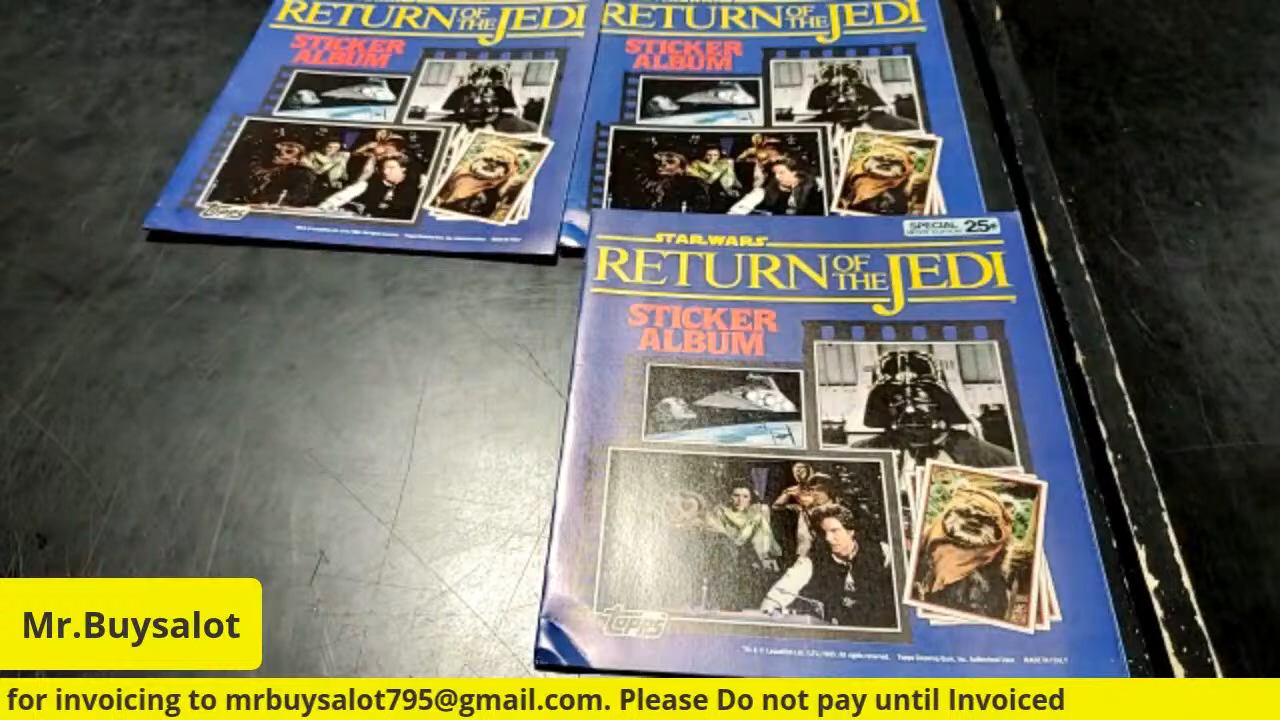 RETURN OF THE JEDI
STICKER
ALBUM
topps
RETURN OF THE JEDI
STICKER
ALBUM
SPECIAL
25¢
STAR WARS
RETURN OF THE JEDI
STICKER
ALBUM
topps
Mr.Buysalot
for invoicing to mrbuysalot795@gmail.com. Please Do not pay until Invoiced